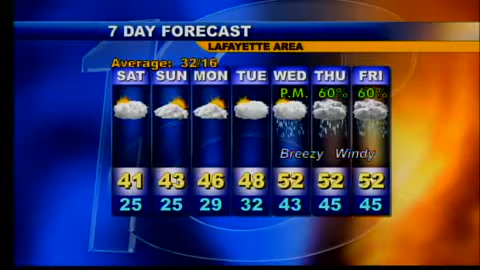 7 DAY FORECAST
LAFAYETTE AREA
Average: 32/16
SAT SUN MON TUE WED THU FRI
P.M. 60% 60%
Breezy Windy
41 43 46 48 52 52 52
25 25 29 32 43 45 45